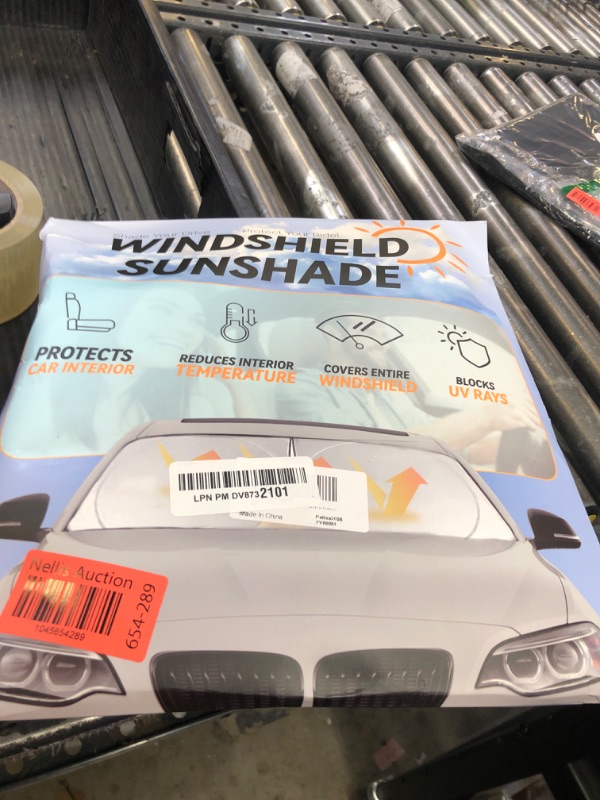 Shade Your Drive Protect Your Ride!
WINDSHIELD
SUNSHADE
PROTECTS
CAR INTERIOR
REDUCES INTERIOR
TEMPERATURE
COVERS ENTIRE
WINDSHIELD
BLOCKS
UV RAYS
LPN PM DV8732101
Made in China
Nellis Auction
1045654289
654-289